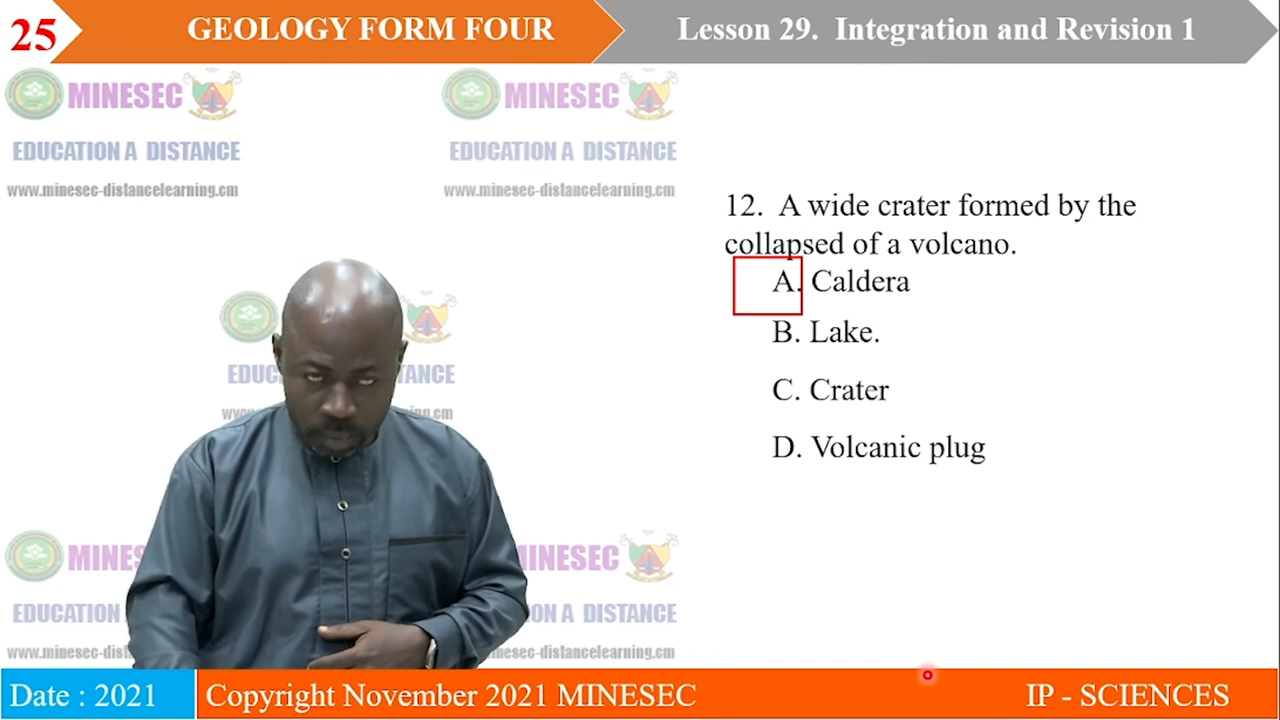 25
GEOLOGY FORM FOUR
Lesson 29. Integration and Revision 1
MINESEC
MINESEC
EDUCATION A DISTANCE
EDUCATION A DISTANCE
www.minesec-distancelearning.cm
www.minesec-distancelearning.cm
12. A wide crater formed by the
collapsed of a volcano.
A. Caldera
B. Lake.
C. Crater
D. Volcanic plug
Date : 2021
Copyright November 2021 MINESEC
IP - SCIENCES